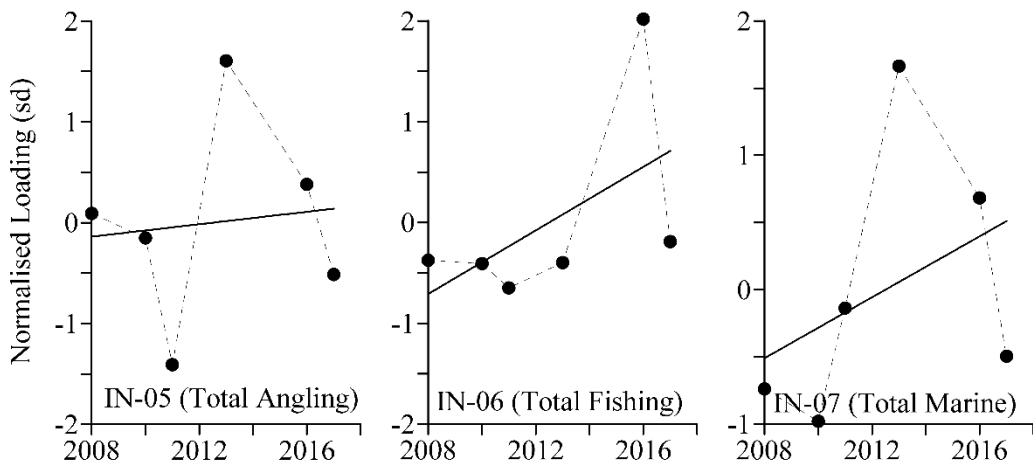 Normalised Loading (sd)
2
1
0
-1
-2
2008 2012 2016
IN-05 (Total Angling)
2
1
0
-1
-2
2008 2012 2016
IN-06 (Total Fishing)
2
1
0
-1
2008 2012 2016
IN-07 (Total Marine)